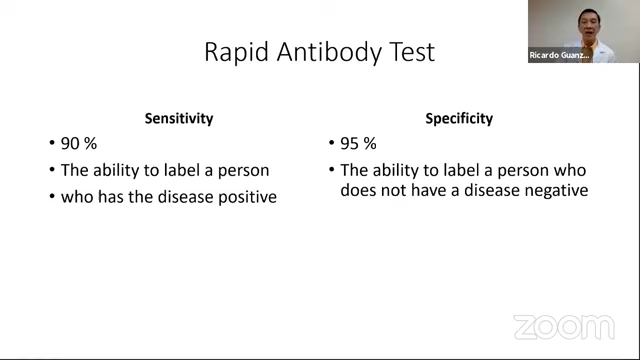 Ricardo Guanz...
Rapid Antibody Test
Sensitivity
• 90 %
• The ability to label a person
• who has the disease positive
Specificity
• 95 %
• The ability to label a person who
does not have a disease negative
zoom